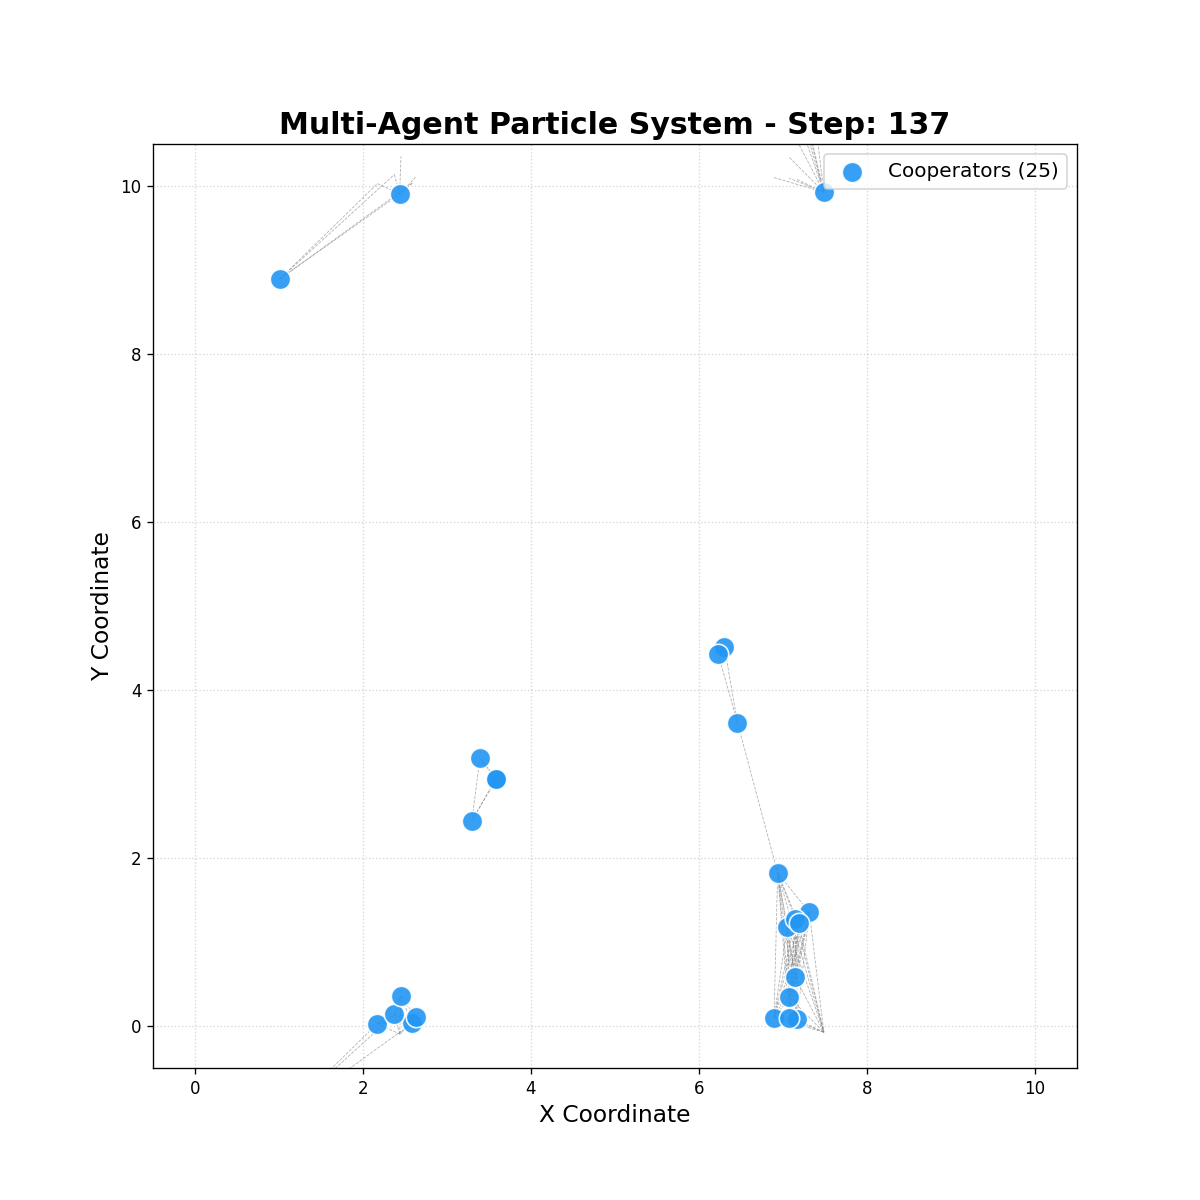 Multi-Agent Particle System - Step: 137
Cooperators (25)
10
8
6
4
2
0
Y Coordinate
0 2 4 6 8 10
X Coordinate